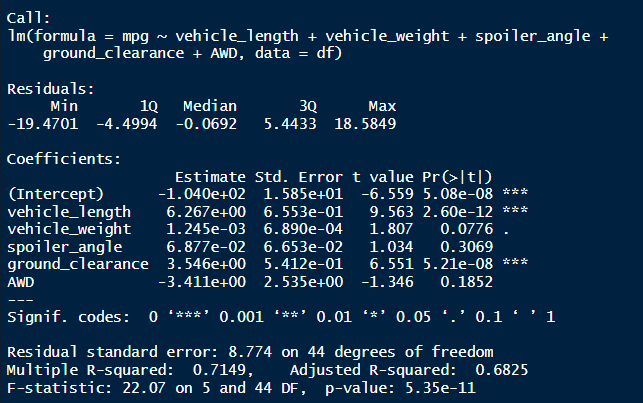 Call:
lm(formula = mpg ~ vehicle_length + vehicle_weight + spoiler_angle +
    ground_clearance + AWD, data = df)

Residuals:
     Min       1Q   Median       3Q      Max
-19.4701  -4.4994  -0.0692   5.4433  18.5849

Coefficients:
                   Estimate Std. Error t value Pr(>|t|)
(Intercept)      -1.040e+02  1.585e+01  -6.559 5.08e-08 ***
vehicle_length    6.267e+00  6.553e-01   9.563 2.60e-12 ***
vehicle_weight    1.245e-03  6.890e-04   1.807   0.0776 .
spoiler_angle     6.877e-02  6.653e-02   1.034   0.3069
ground_clearance  3.546e+00  5.412e-01   6.551 5.21e-08 ***
AWD              -3.411e+00  2.535e+00  -1.346   0.1852
---
Signif. codes:  0 ‘***’ 0.001 ‘**’ 0.01 ‘*’ 0.05 ‘.’ 0.1 ‘ ’ 1

Residual standard error: 8.774 on 44 degrees of freedom
Multiple R-squared:  0.7149,    Adjusted R-squared:  0.6825
F-statistic: 22.07 on 5 and 44 DF,  p-value: 5.35e-11